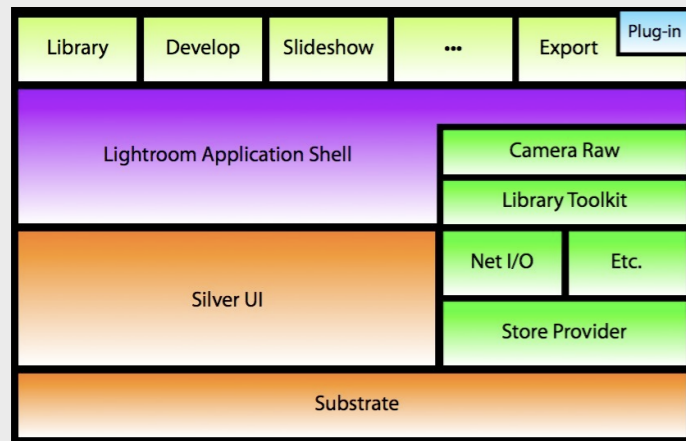 Library
Develop
Slideshow
...
Export
Plug-in
Lightroom Application Shell
Camera Raw
Library Toolkit
Silver UI
Net I/O
Etc.
Store Provider
Substrate